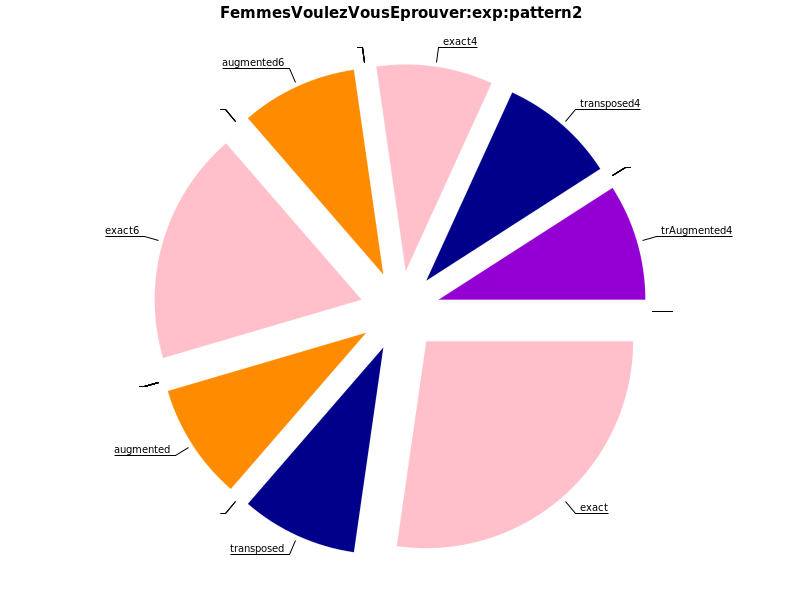 FemmesVoulezVousEprouver:exp:pattern2
exact4
augmented6
transposed4
exact6
trAugmented4
augmented
exact
transposed